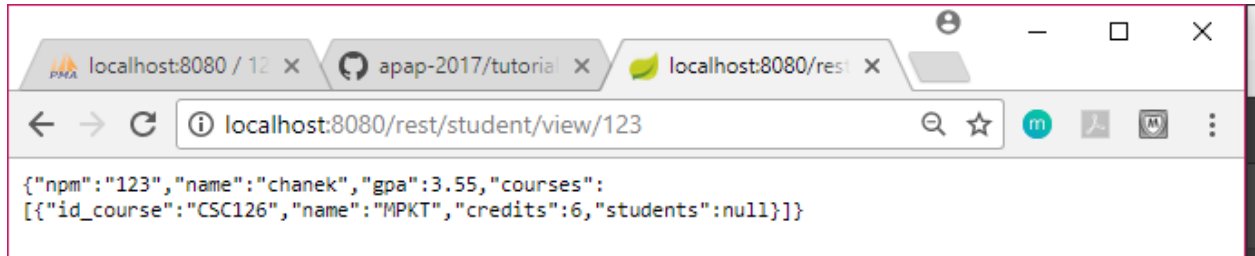 PMA localhost:8080 / 12
apap-2017/tutorial
localhost:8080/rest
localhost:8080/rest/student/view/123
m
M
{"npm":"123","name":"chanek","gpa":3.55,"courses":
[{"id_course":"CSC126","name":"MPKT","credits":6,"students":null}]}